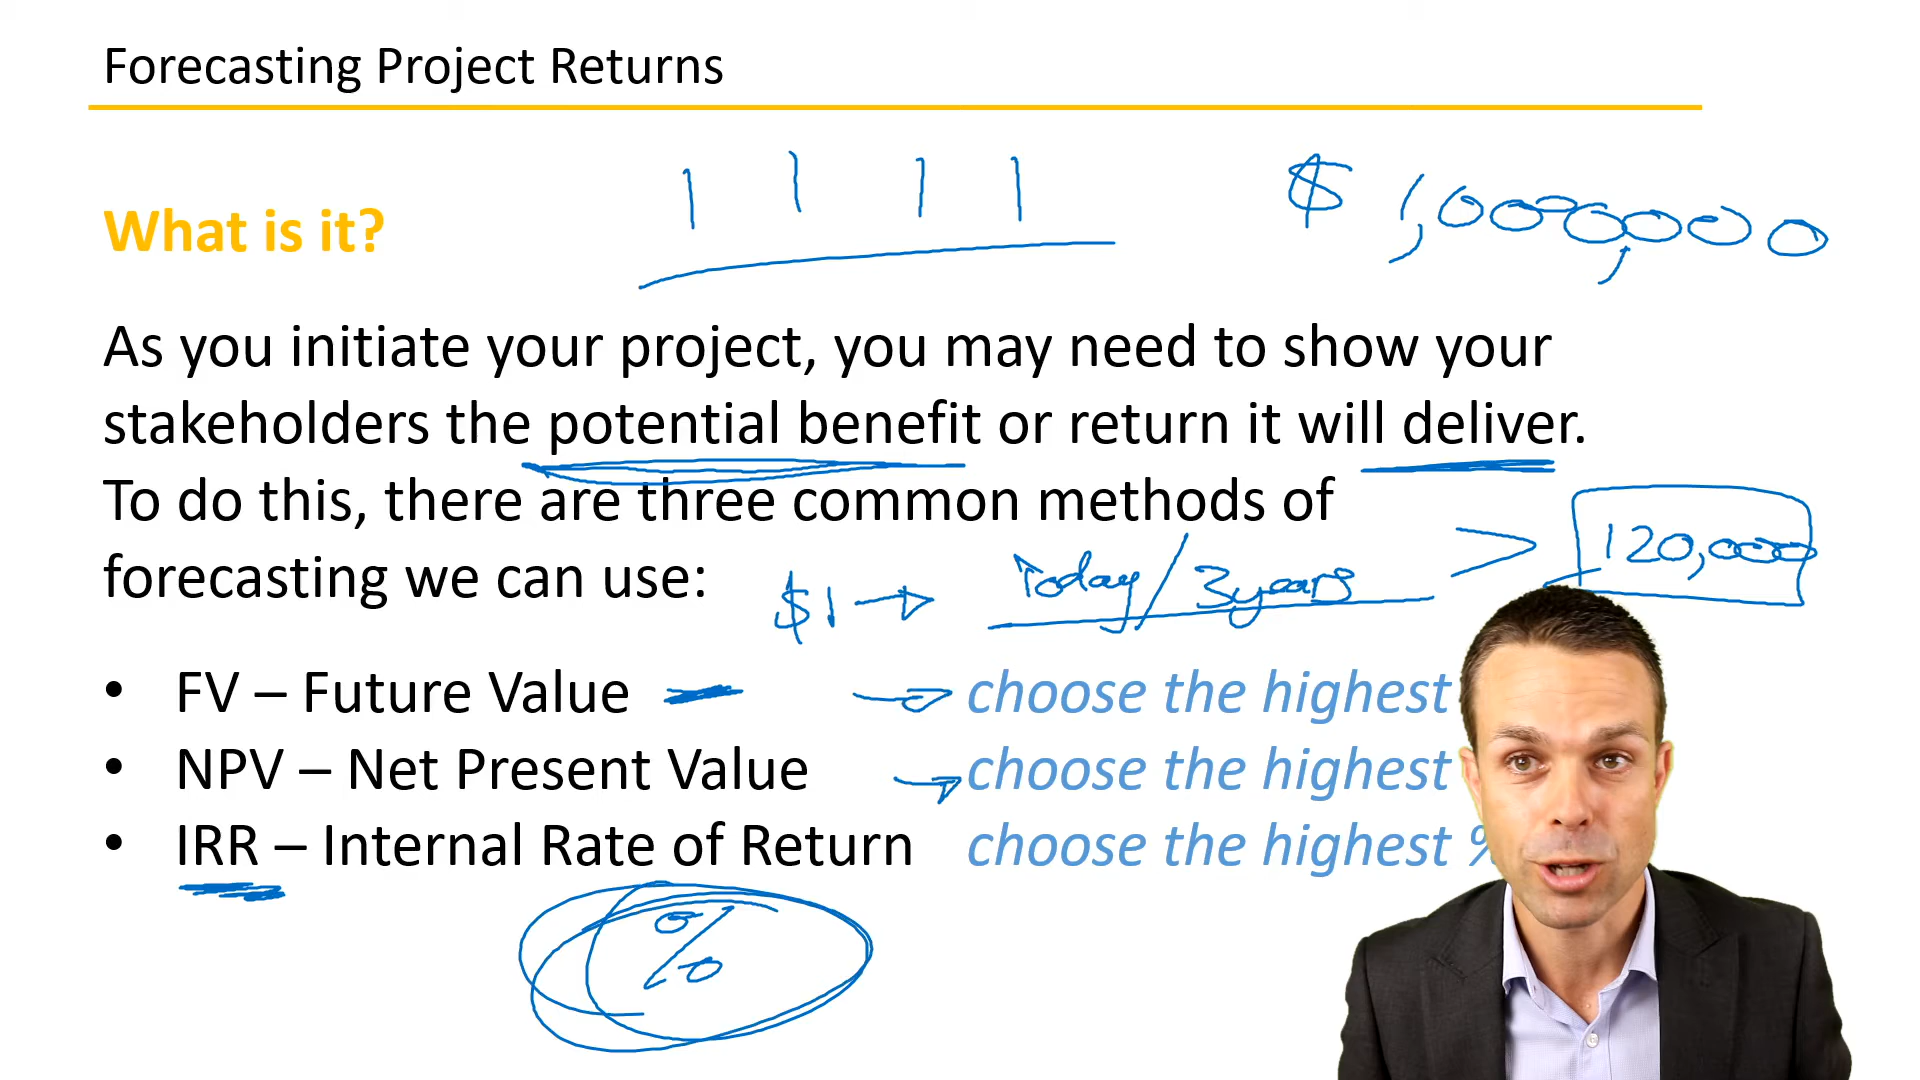 Forecasting Project Returns
1 1 1 1
What is it?
As you initiate your project, you may need to show your
stakeholders the potential benefit or return it will deliver.
To do this, there are three common methods of
forecasting we can use:
$1 → Today / 3 years > 120,000
• FV – Future Value → choose the highest
• NPV – Net Present Value → choose the highest
• IRR – Internal Rate of Return choose the highest %
%